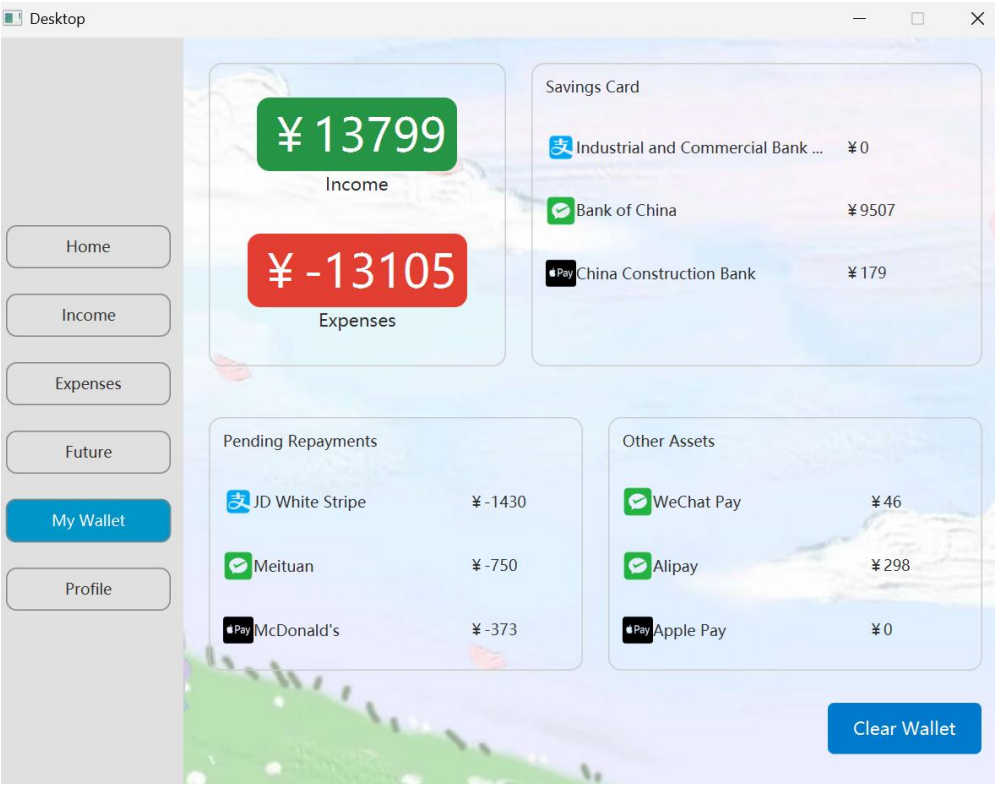 Desktop
Home
Income
Expenses
Future
My Wallet
Profile
¥ 13799
Income
¥ -13105
Expenses
Savings Card
支 Industrial and Commercial Bank ... ¥ 0
Bank of China ¥ 9507
Pay China Construction Bank ¥ 179
Pending Repayments
支 JD White Stripe ¥ -1430
Meituan ¥ -750
Pay McDonald's ¥ -373
Other Assets
WeChat Pay ¥ 46
Alipay ¥ 298
Pay Apple Pay ¥ 0
Clear Wallet